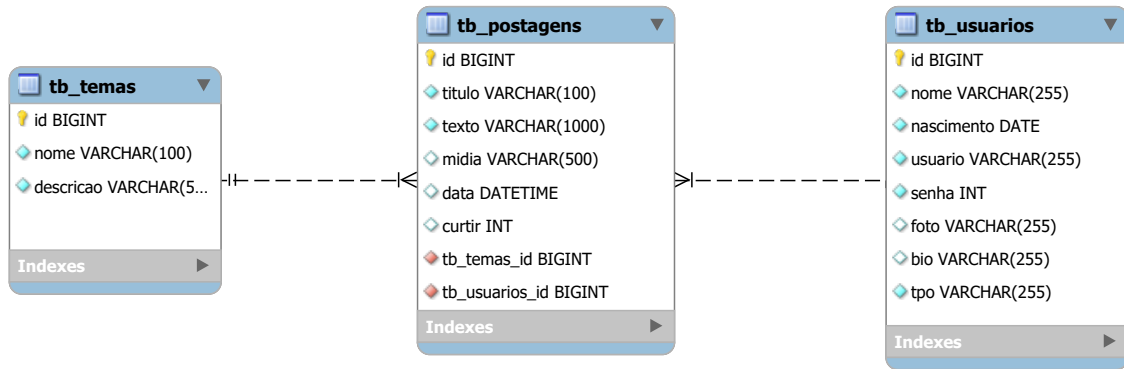 tb_temas
id BIGINT
nome VARCHAR(100)
descricao VARCHAR(5...
Indexes
tb_postagens
id BIGINT
titulo VARCHAR(100)
texto VARCHAR(1000)
midia VARCHAR(500)
data DATETIME
curtir INT
tb_temas_id BIGINT
tb_usuarios_id BIGINT
Indexes
tb_usuarios
id BIGINT
nome VARCHAR(255)
nascimento DATE
usuario VARCHAR(255)
senha INT
foto VARCHAR(255)
bio VARCHAR(255)
tpo VARCHAR(255)
Indexes